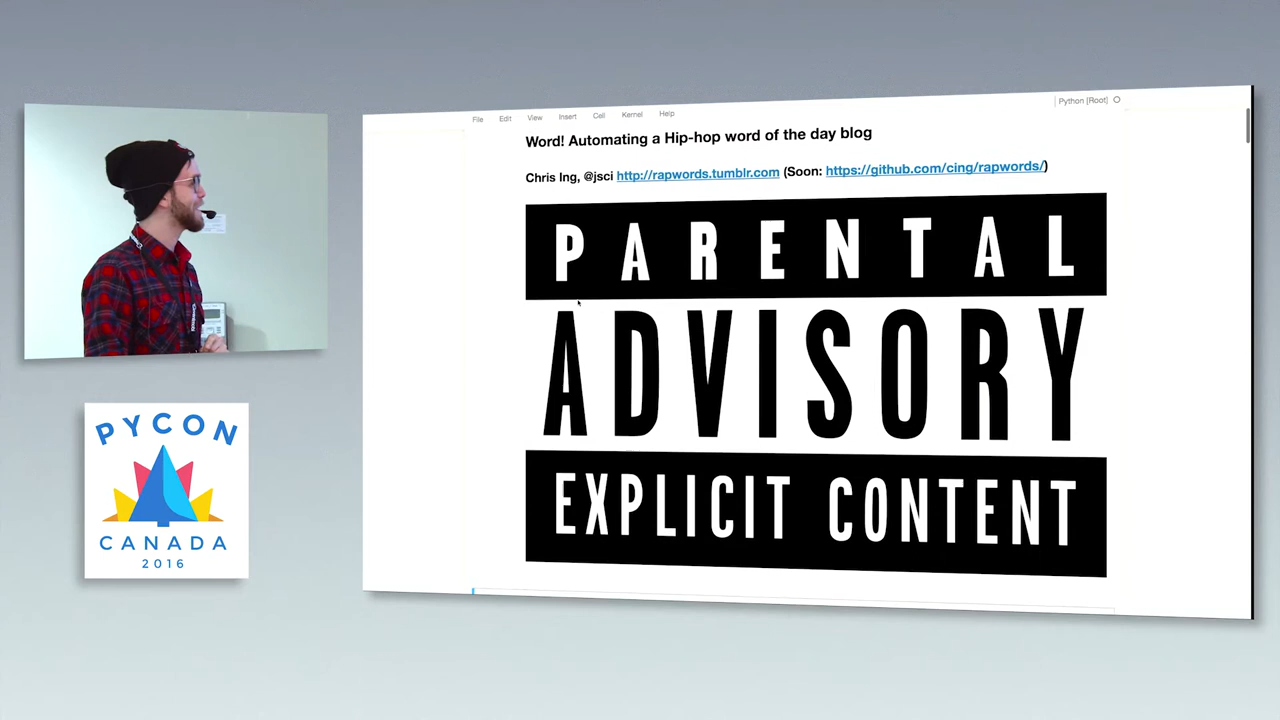 File Edit View Insert Cell Kernel Help
Python [Root]
Word! Automating a Hip-hop word of the day blog
Chris Ing, @jsci http://rapwords.tumblr.com (Soon: https://github.com/cing/rapwords/)
PARENTAL
ADVISORY
EXPLICIT CONTENT
PYCON
CANADA
2016